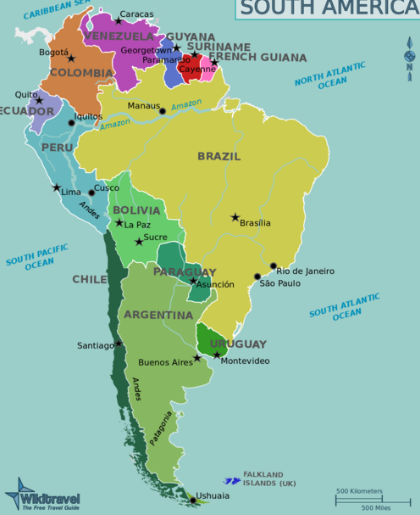 SOUTH AMERICA
CARIBBEAN SEA
Caracas
VENEZUELA
GUYANA
Georgetown
SURINAME
Paramaribo
FRENCH GUIANA
Cayenne
Bogotá
COLOMBIA
NORTH ATLANTIC
OCEAN
Quito
ECUADOR
Manaus
Amazon
Iquitos
Amazon
PERU
BRAZIL
Lima
Cusco
Andes
BOLIVIA
La Paz
Brasília
Sucre
SOUTH PACIFIC
OCEAN
PARAGUAY
Rio de Janeiro
CHILE
Asunción
São Paulo
SOUTH ATLANTIC
OCEAN
ARGENTINA
Santiago
URUGUAY
Buenos Aires
Montevideo
Andes
Patagonia
FALKLAND
ISLANDS (UK)
Ushuaia
Wikitravel
The Free Travel Guide
500 Kilometers
500 Miles